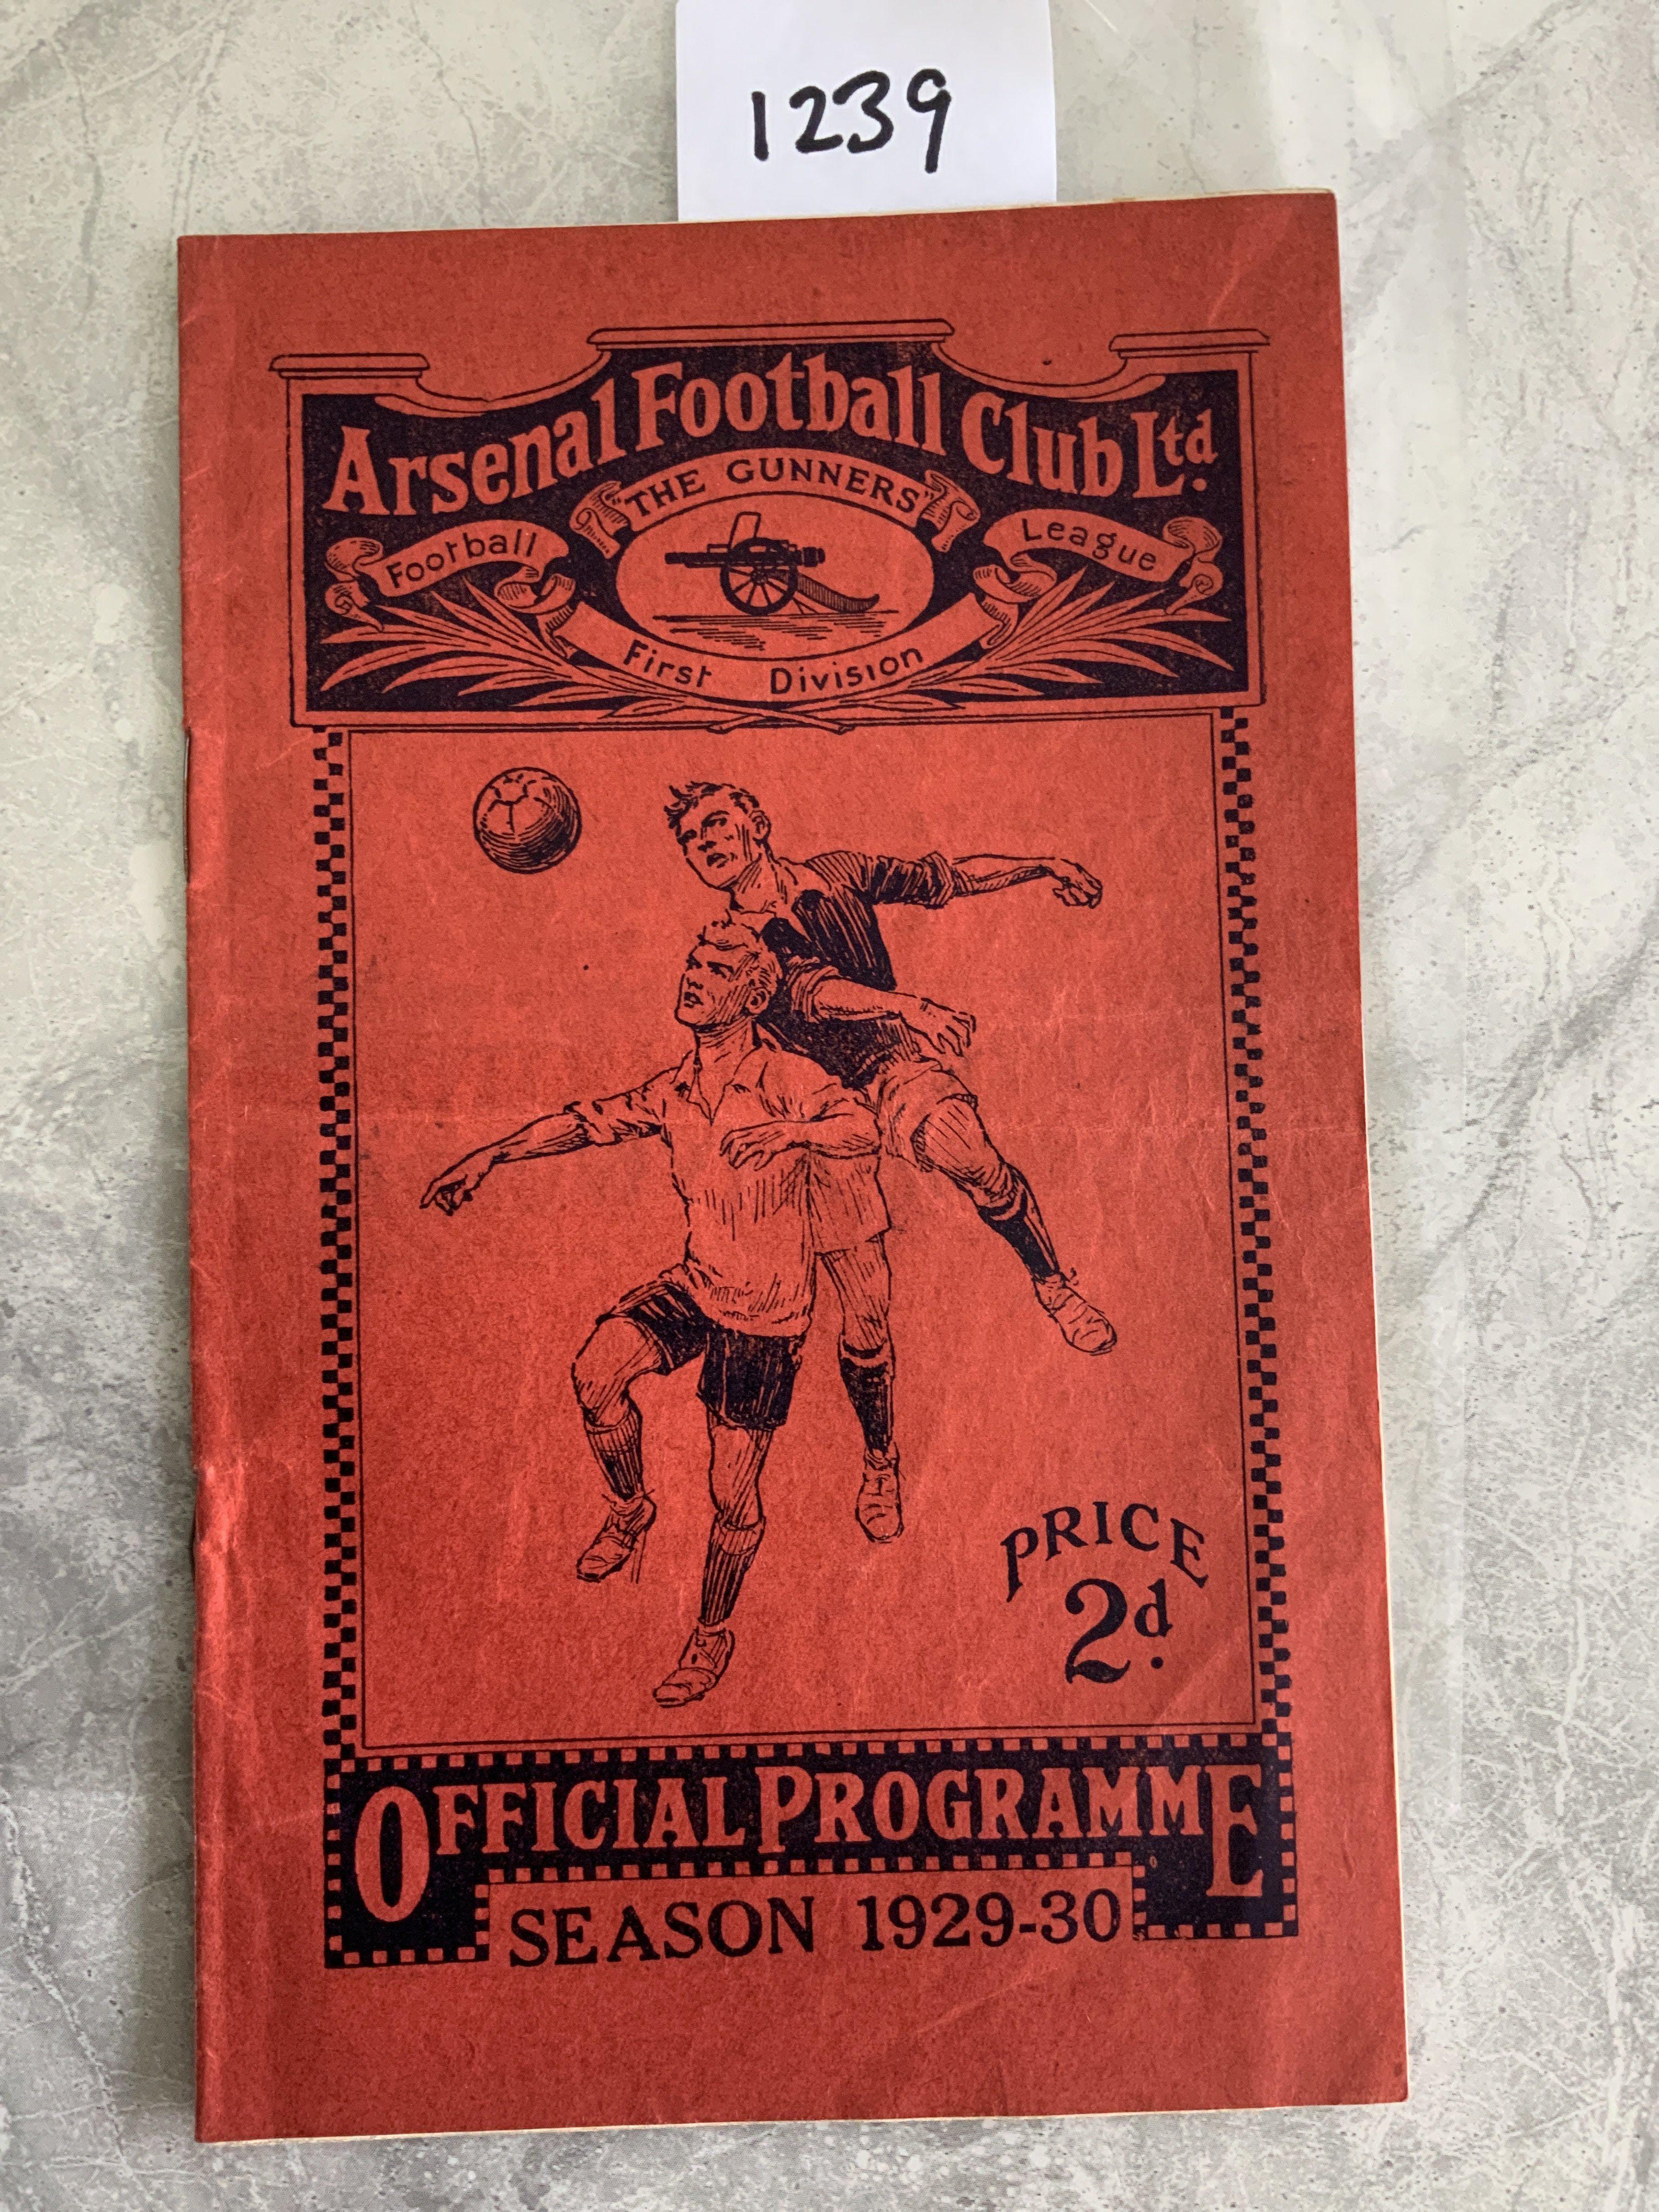 1239
Arsenal Football Club Ltd.
"THE GUNNERS"
Football League
First Division
PRICE
2d.
OFFICIAL PROGRAMME
SEASON 1929-30